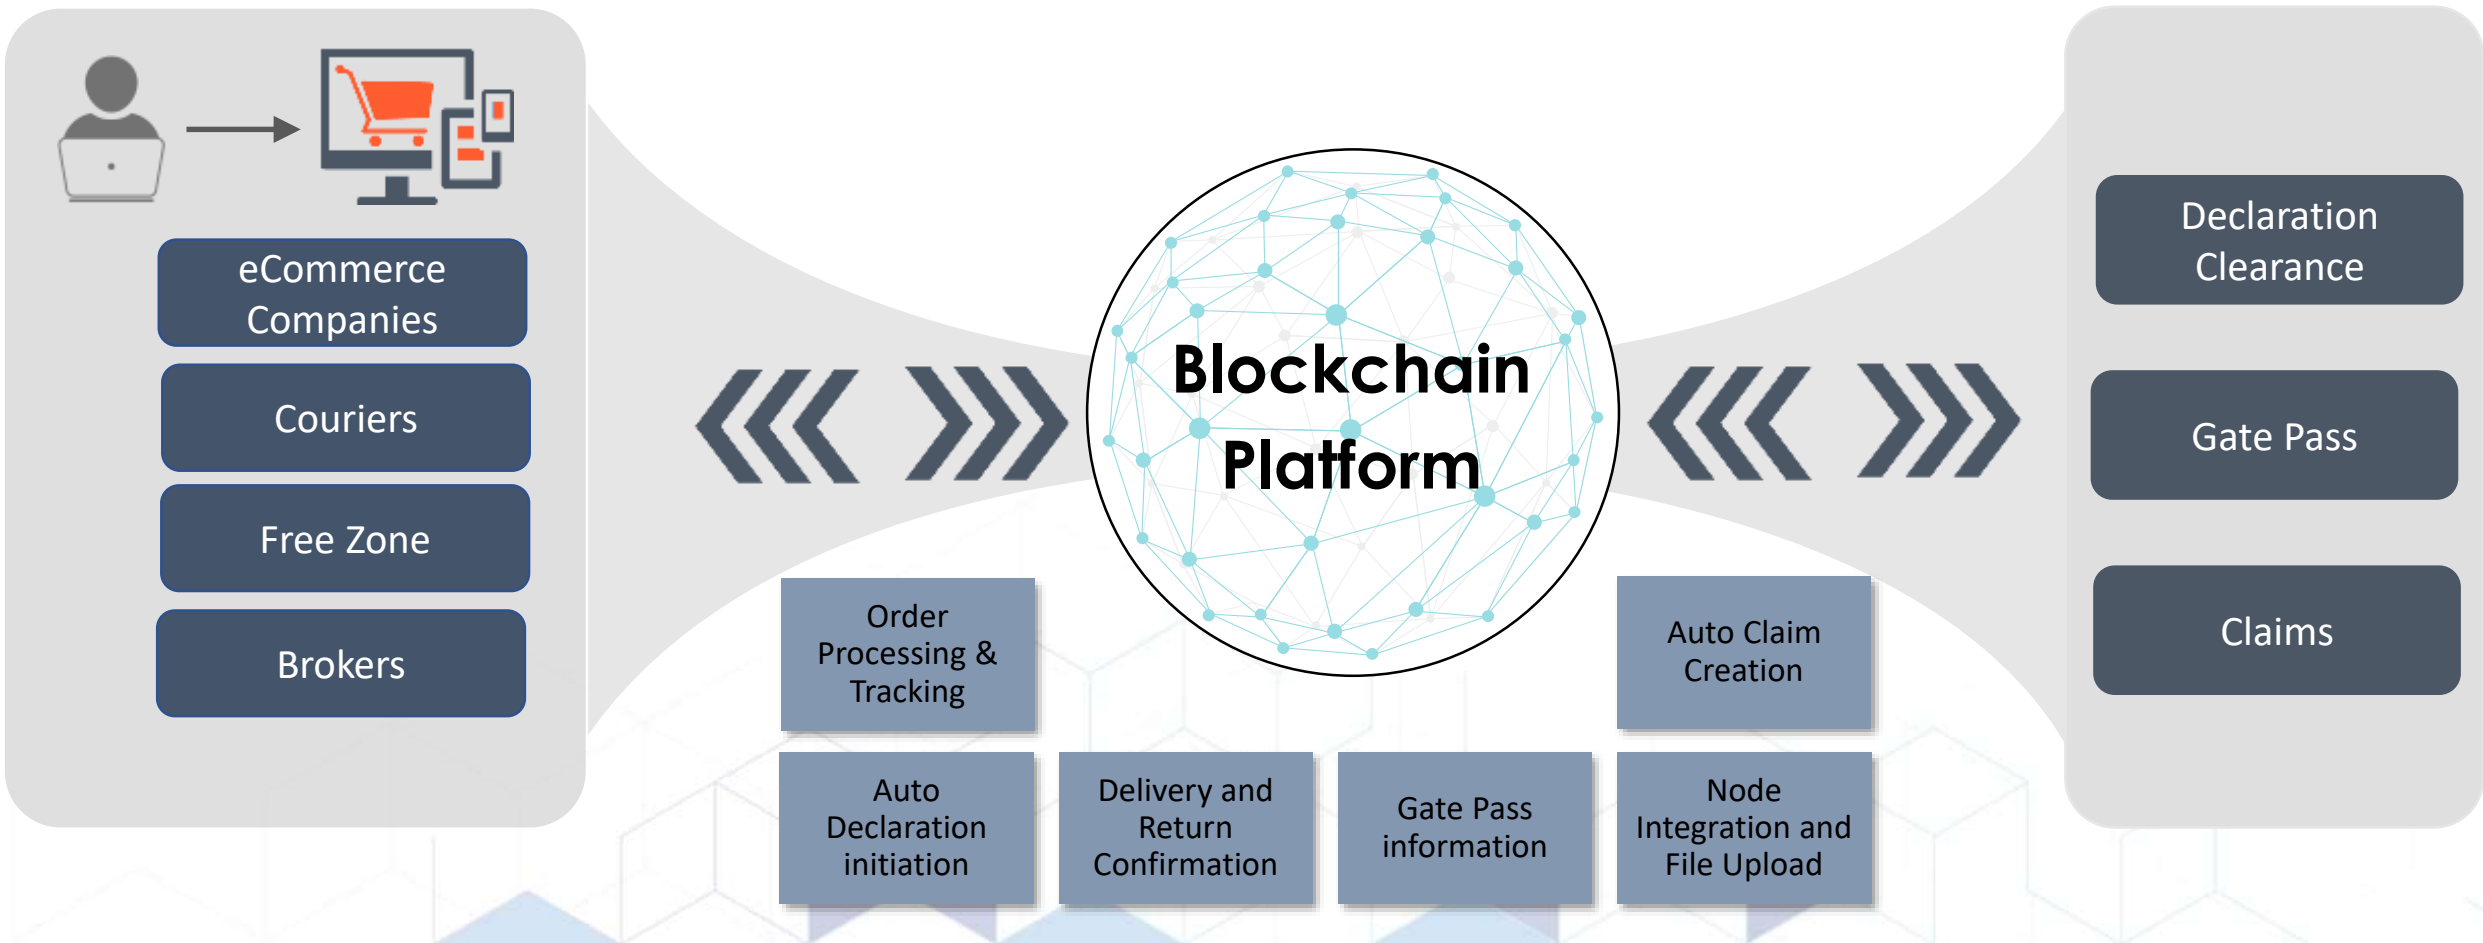 eCommerce
Companies
Couriers
Free Zone
Brokers
Blockchain
Platform
Order
Processing &
Tracking
Auto Claim
Creation
Auto
Declaration
initiation
Delivery and
Return
Confirmation
Gate Pass
information
Node
Integration and
File Upload
Declaration
Clearance
Gate Pass
Claims